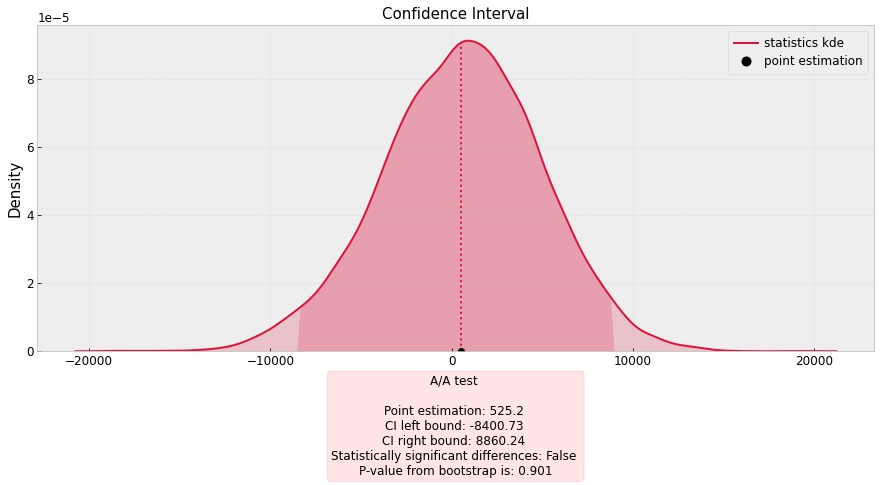 Confidence Interval
1e−5
statistics kde
point estimation
Density
8
6
4
2
0
−20000 −10000 0 10000 20000
A/A test
Point estimation: 525.2
CI left bound: -8400.73
CI right bound: 8860.24
Statistically significant differences: False
P-value from bootstrap is: 0.901